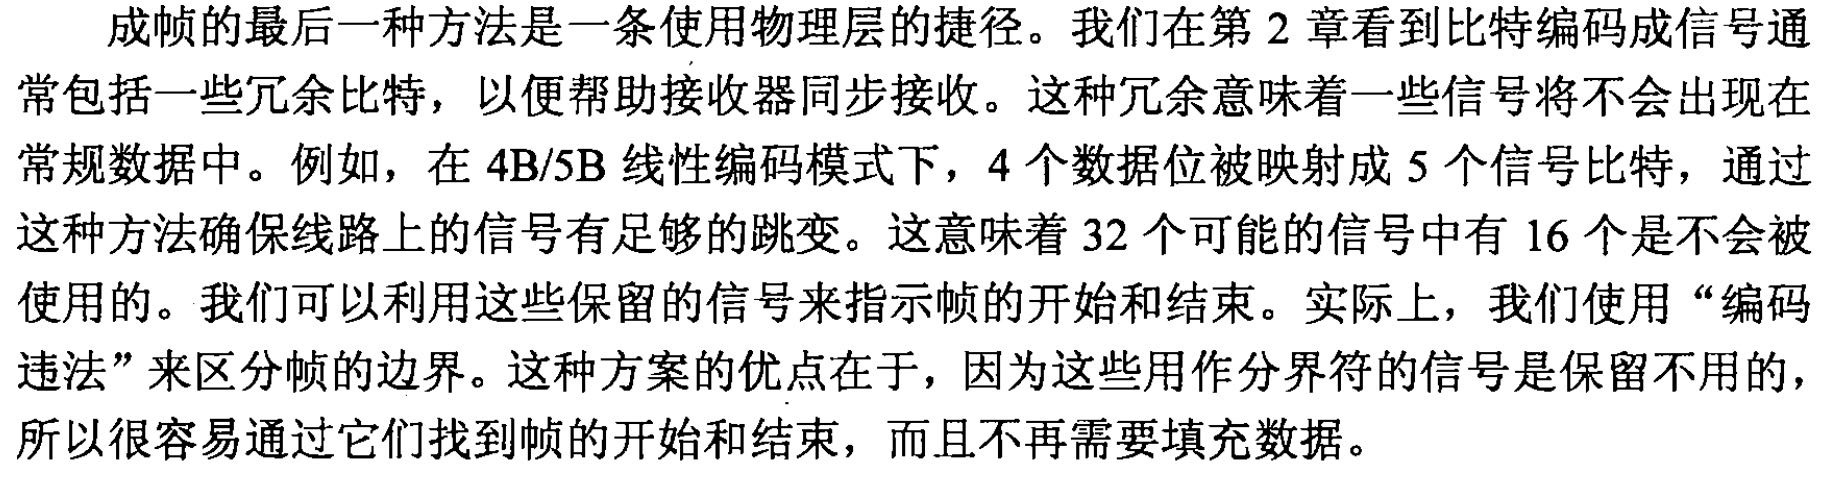 成帧的最后一种方法是一条使用物理层的捷径。我们在第 2 章看到比特编码成信号通
常包括一些冗余比特，以便帮助接收器同步接收。这种冗余意味着一些信号将不会出现在
常规数据中。例如，在 4B/5B 线性编码模式下，4 个数据位被映射成 5 个信号比特，通过
这种方法确保线路上的信号有足够的跳变。这意味着 32 个可能的信号中有 16 个是不会被
使用的。我们可以利用这些保留的信号来指示帧的开始和结束。实际上，我们使用“编码
违法”来区分帧的边界。这种方案的优点在于，因为这些用作分界符的信号是保留不用的，
所以很容易通过它们找到帧的开始和结束，而且不再需要填充数据。